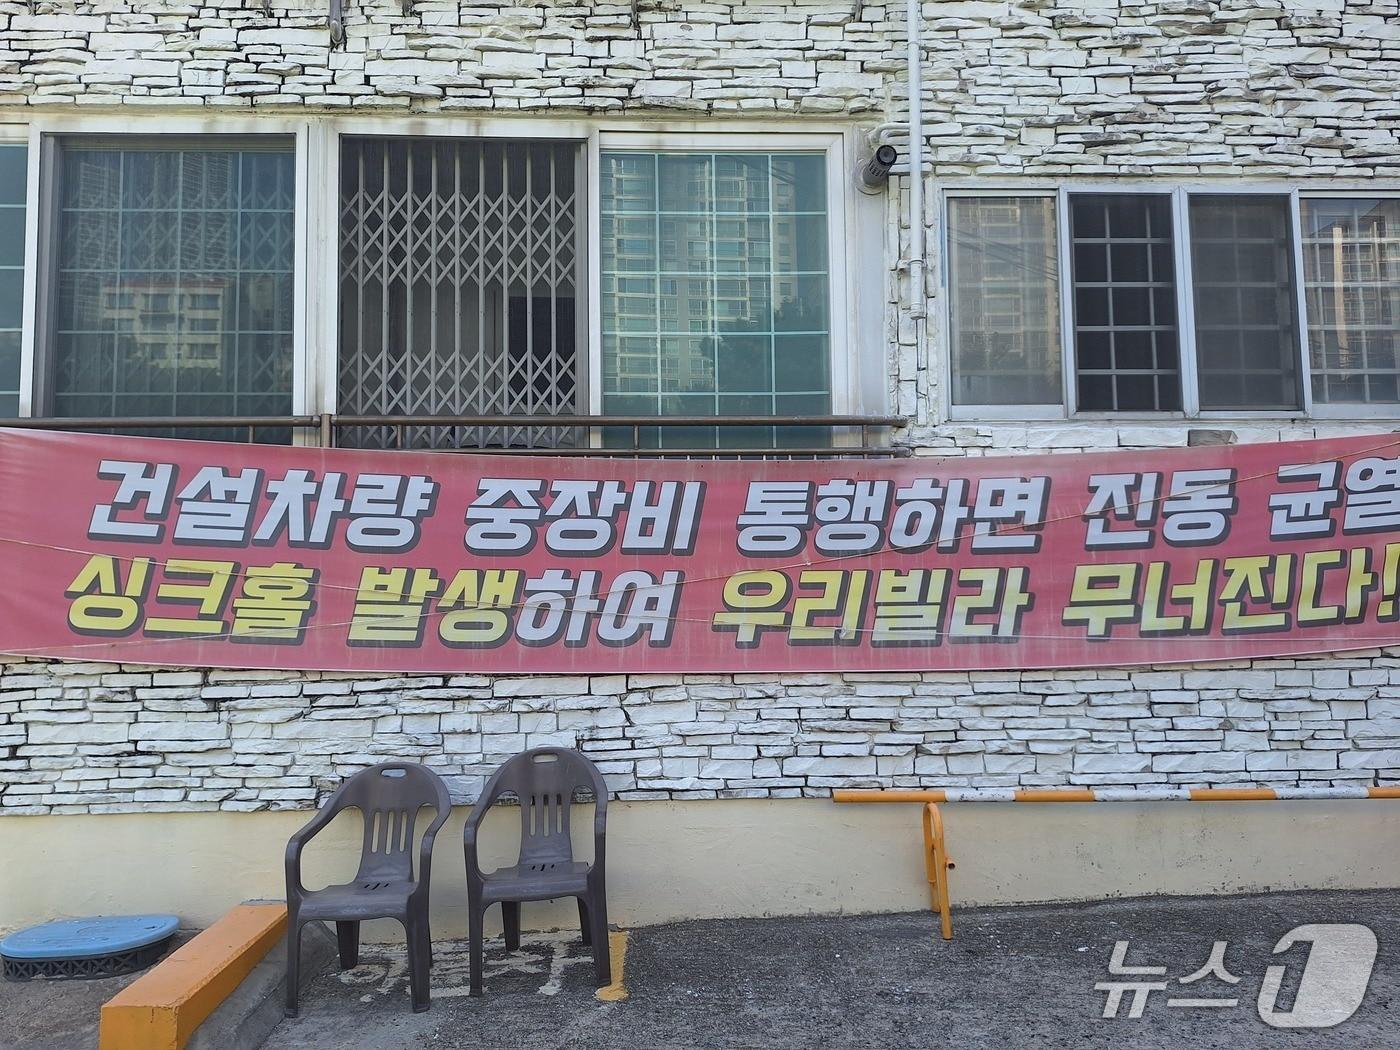 건설차량 중장비 통행하면 진동 균열
싱크홀 발생하여 우리빌라 무너진다!
뉴스1